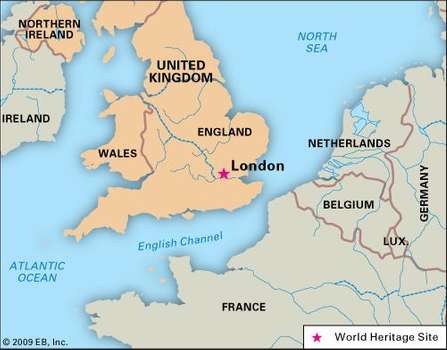 NORTHERN
IRELAND
NORTH
SEA
UNITED
KINGDOM
IRELAND
ENGLAND
WALES
London
NETHERLANDS
GERMANY
BELGIUM
LUX.
English Channel
ATLANTIC
OCEAN
FRANCE
© 2009 EB, Inc.
World Heritage Site